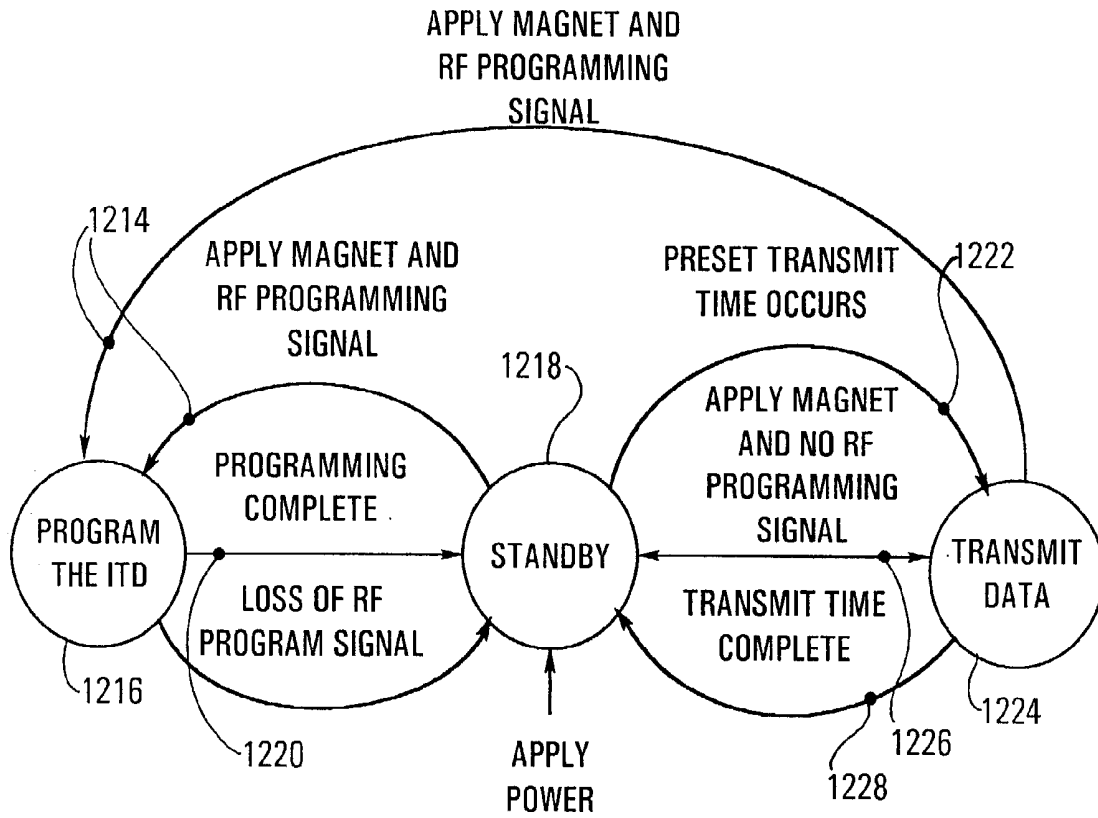 APPLY MAGNET AND
RF PROGRAMMING
SIGNAL
1214
APPLY MAGNET AND
RF PROGRAMMING
SIGNAL
PRESET TRANSMIT
TIME OCCURS
1222
1218
APPLY MAGNET
AND NO RF
PROGRAMMING
SIGNAL
PROGRAMMING
COMPLETE
PROGRAM
THE ITD
STANDBY
TRANSMIT
DATA
LOSS OF RF
PROGRAM SIGNAL
TRANSMIT TIME
COMPLETE
1216
1220
APPLY
POWER
1228
1226
1224